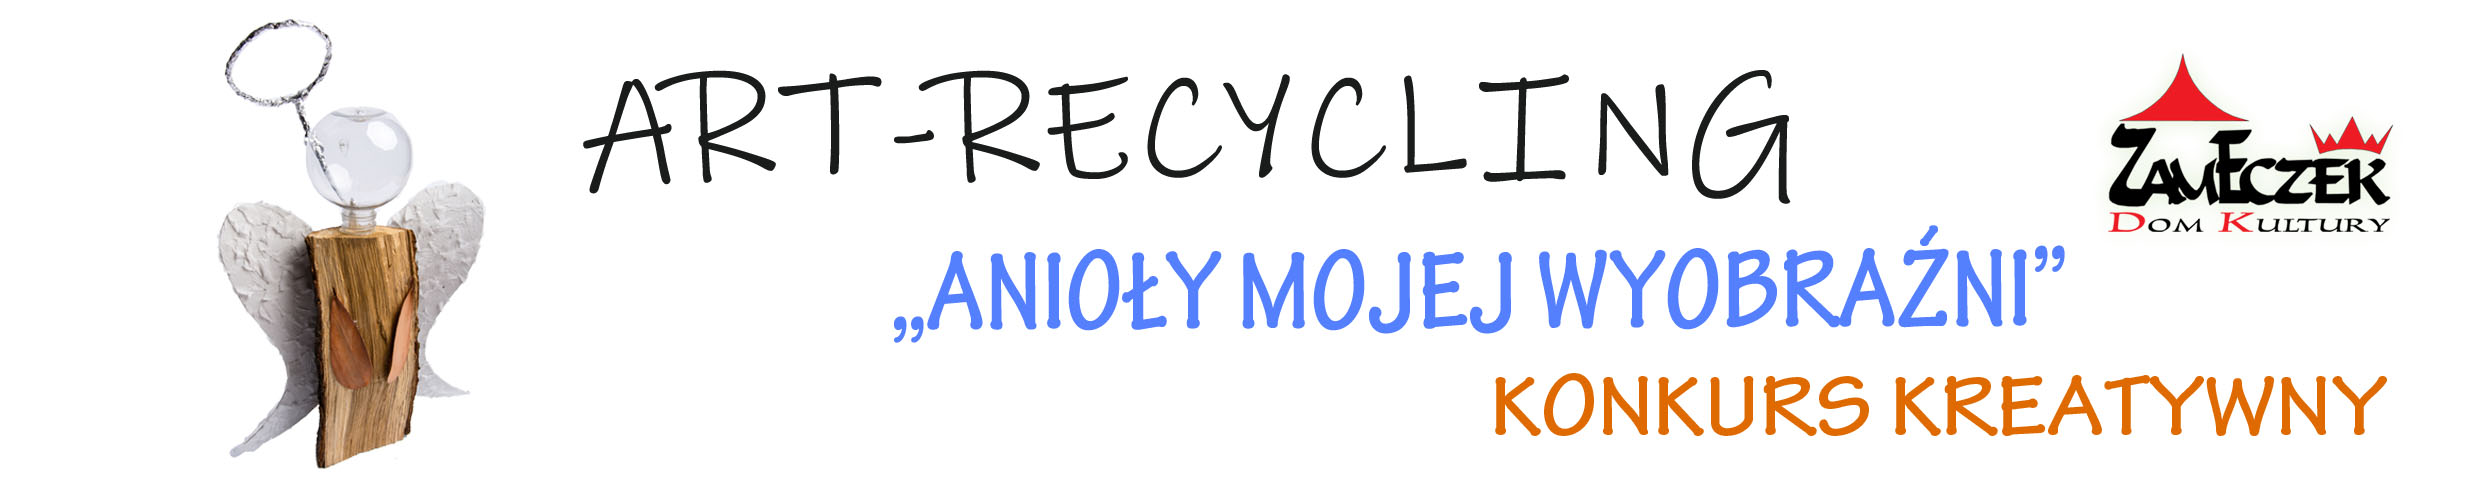 ART-RECYCLING
ZAMECZEK
DOM KULTURY
„ANIOŁY MOJEJ WYOBRAŹNI”
KONKURS KREATYWNY